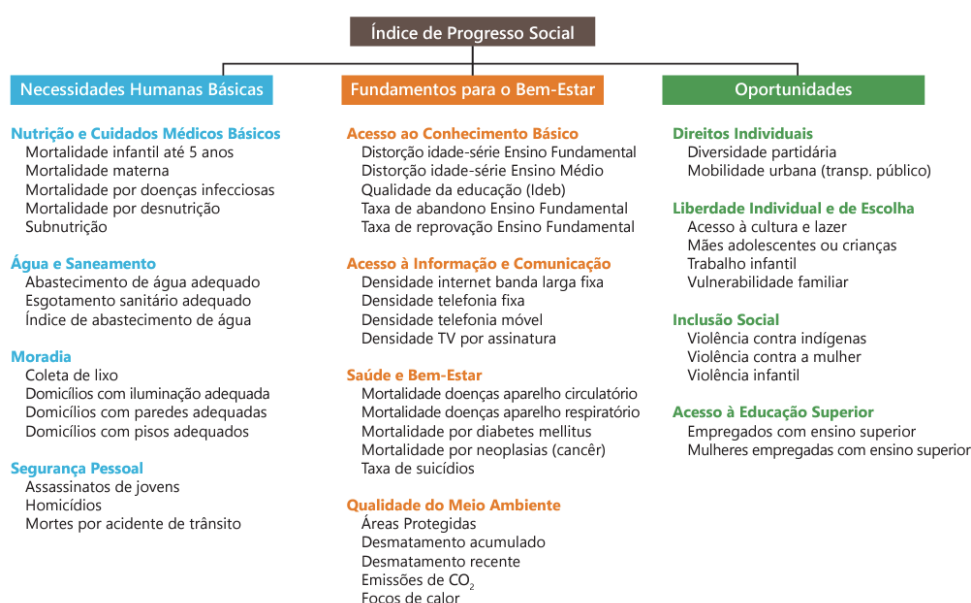 Índice de Progresso Social
Necessidades Humanas Básicas
Nutrição e Cuidados Médicos Básicos
Mortalidade infantil até 5 anos
Mortalidade materna
Mortalidade por doenças infecciosas
Mortalidade por desnutrição
Subnutrição
Água e Saneamento
Abastecimento de água adequado
Esgotamento sanitário adequado
Índice de abastecimento de água
Moradia
Coleta de lixo
Domicílios com iluminação adequada
Domicílios com paredes adequadas
Domicílios com pisos adequados
Segurança Pessoal
Assassinatos de jovens
Homicídios
Mortes por acidente de trânsito
Fundamentos para o Bem-Estar
Acesso ao Conhecimento Básico
Distorção idade-série Ensino Fundamental
Distorção idade-série Ensino Médio
Qualidade da educação (Ideb)
Taxa de abandono Ensino Fundamental
Taxa de reprovação Ensino Fundamental
Acesso à Informação e Comunicação
Densidade internet banda larga fixa
Densidade telefonia fixa
Densidade telefonia móvel
Densidade TV por assinatura
Saúde e Bem-Estar
Mortalidade doenças aparelho circulatório
Mortalidade doenças aparelho respiratório
Mortalidade por diabetes mellitus
Mortalidade por neoplasias (cancêr)
Taxa de suicídios
Qualidade do Meio Ambiente
Áreas Protegidas
Desmatamento acumulado
Desmatamento recente
Emissões de CO₂
Focos de calor
Oportunidades
Direitos Individuais
Diversidade partidária
Mobilidade urbana (transp. público)
Liberdade Individual e de Escolha
Acesso à cultura e lazer
Mães adolescentes ou crianças
Trabalho infantil
Vulnerabilidade familiar
Inclusão Social
Violência contra indígenas
Violência contra a mulher
Violência infantil
Acesso à Educação Superior
Empregados com ensino superior
Mulheres empregadas com ensino superior